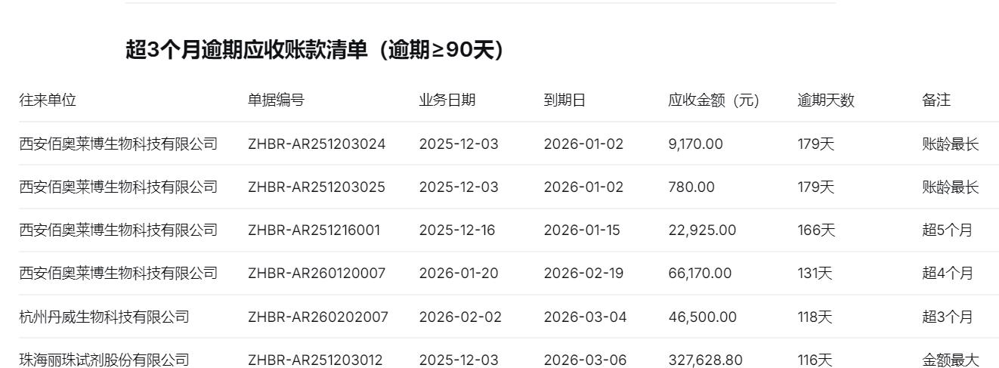 超3个月逾期应收账款清单（逾期≥90天）
往来单位 单据编号 业务日期 到期日 应收金额（元） 逾期天数 备注
西安佰奥莱博生物科技有限公司 ZHBR-AR251203024 2025-12-03 2026-01-02 9,170.00 179天 账龄最长
西安佰奥莱博生物科技有限公司 ZHBR-AR251203025 2025-12-03 2026-01-02 780.00 179天 账龄最长
西安佰奥莱博生物科技有限公司 ZHBR-AR251216001 2025-12-16 2026-01-15 22,925.00 166天 超5个月
西安佰奥莱博生物科技有限公司 ZHBR-AR260120007 2026-01-20 2026-02-19 66,170.00 131天 超4个月
杭州丹威生物科技有限公司 ZHBR-AR260202007 2026-02-02 2026-03-04 46,500.00 118天 超3个月
珠海丽珠试剂股份有限公司 ZHBR-AR251203012 2025-12-03 2026-03-06 327,628.80 116天 金额最大